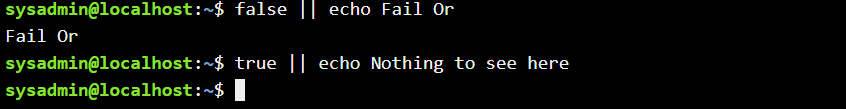 sysadmin@localhost:~$ false || echo Fail Or
Fail Or
sysadmin@localhost:~$ true || echo Nothing to see here
sysadmin@localhost:~$